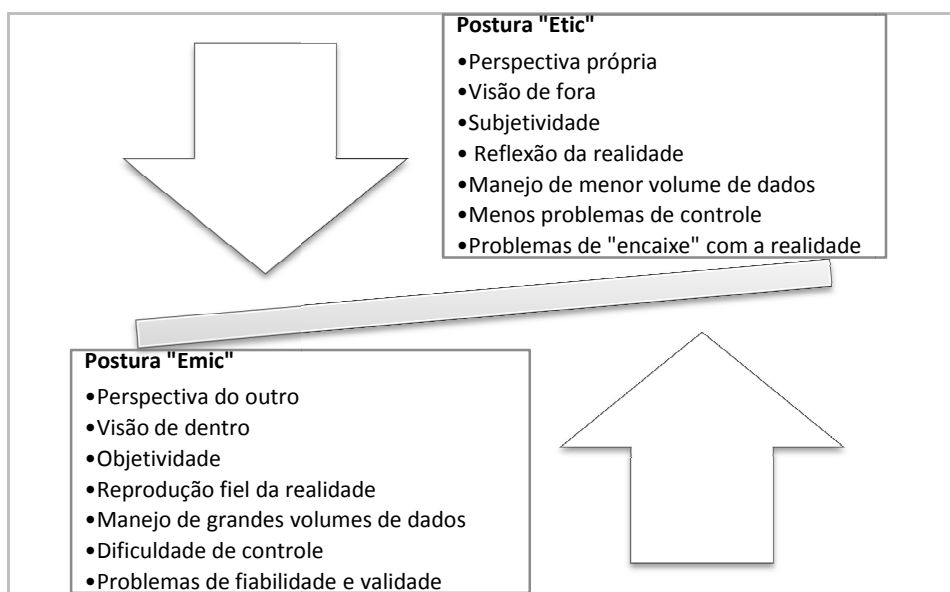 Postura "Etic"
•Perspectiva própria
•Visão de fora
•Subjetividade
• Reflexão da realidade
•Manejo de menor volume de dados
•Menos problemas de controle
•Problemas de "encaixe" com a realidade
Postura "Emic"
•Perspectiva do outro
•Visão de dentro
•Objetividade
•Reprodução fiel da realidade
•Manejo de grandes volumes de dados
•Dificuldade de controle
•Problemas de fiabilidade e validade